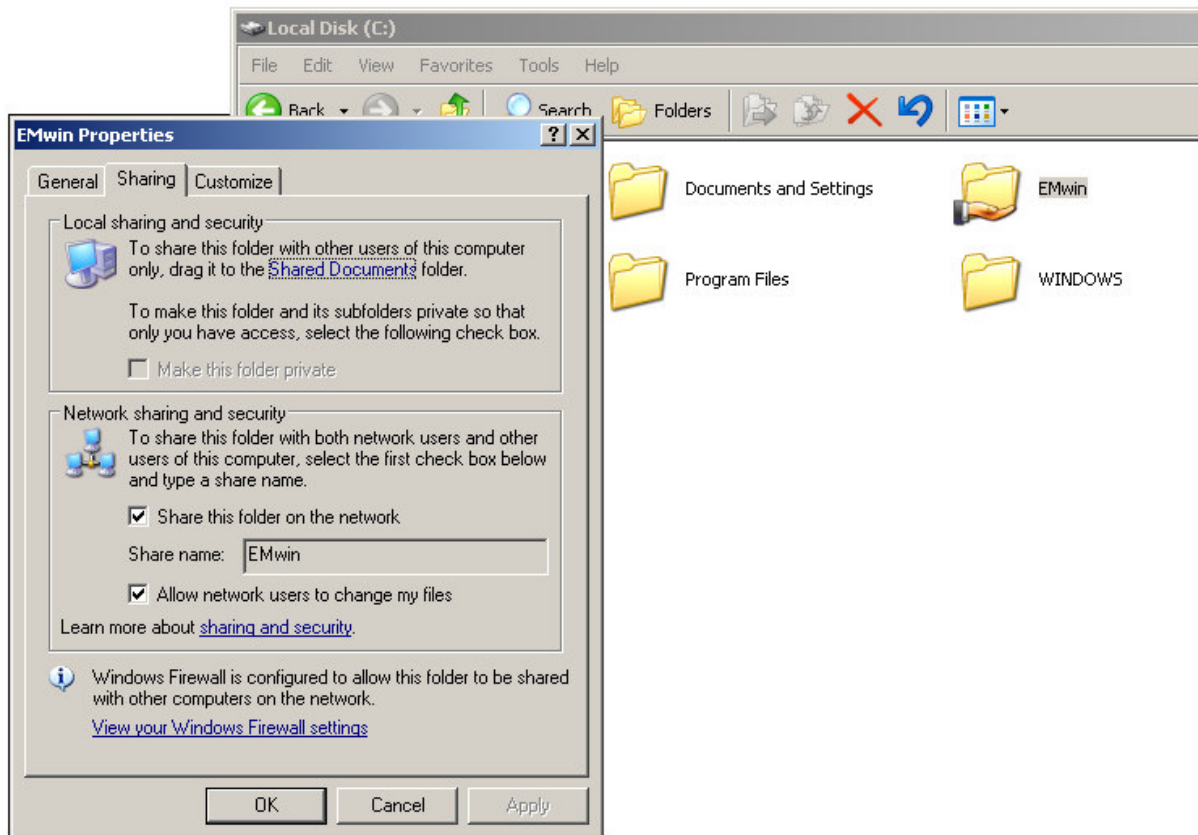 Local Disk (C:)
File Edit View Favorites Tools Help
Back Search Folders
EMwin Properties
General Sharing Customize
Local sharing and security
To share this folder with other users of this computer
only, drag it to the Shared Documents folder.
To make this folder and its subfolders private so that
only you have access, select the following check box.
Make this folder private
Network sharing and security
To share this folder with both network users and other
users of this computer, select the first check box below
and type a share name.
Share this folder on the network
Share name: EMwin
Allow network users to change my files
Learn more about sharing and security.
Windows Firewall is configured to allow this folder to be shared
with other computers on the network.
View your Windows Firewall settings
OK Cancel Apply
Documents and Settings EMwin
Program Files WINDOWS